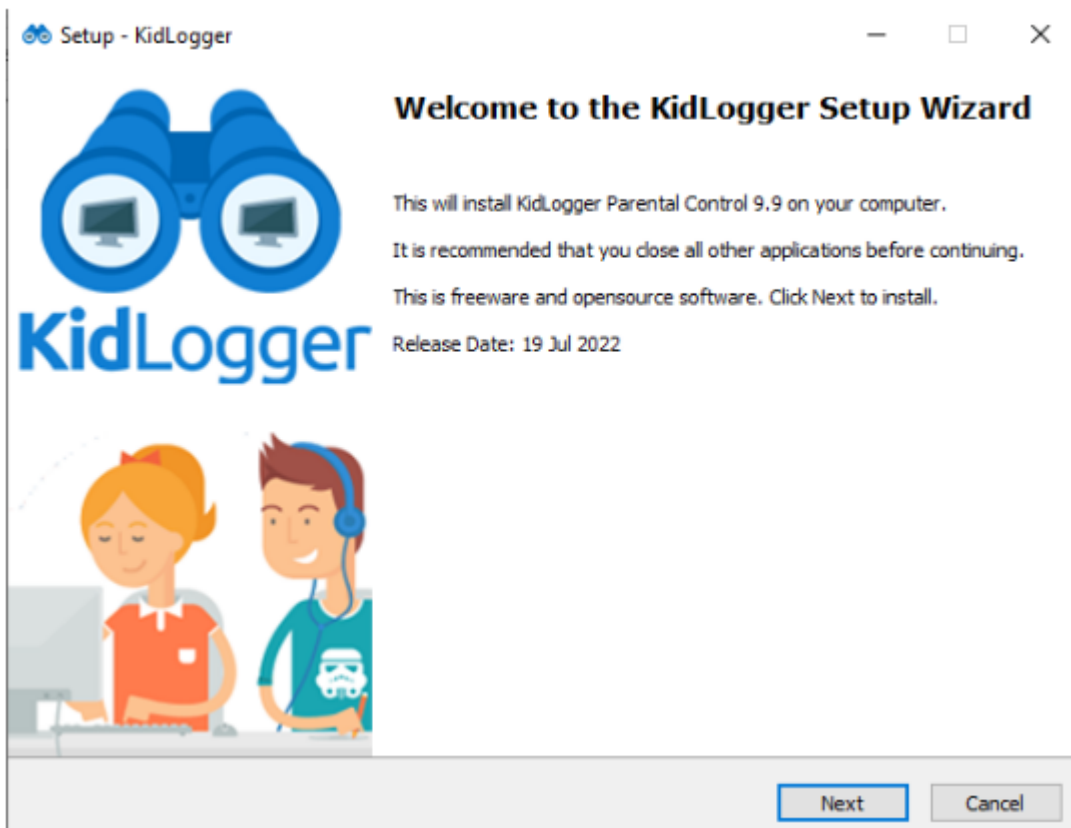 Setup - KidLogger
Welcome to the KidLogger Setup Wizard
This will install KidLogger Parental Control 9.9 on your computer.
It is recommended that you close all other applications before continuing.
This is freeware and opensource software. Click Next to install.
Release Date: 19 Jul 2022
KidLogger
Next
Cancel